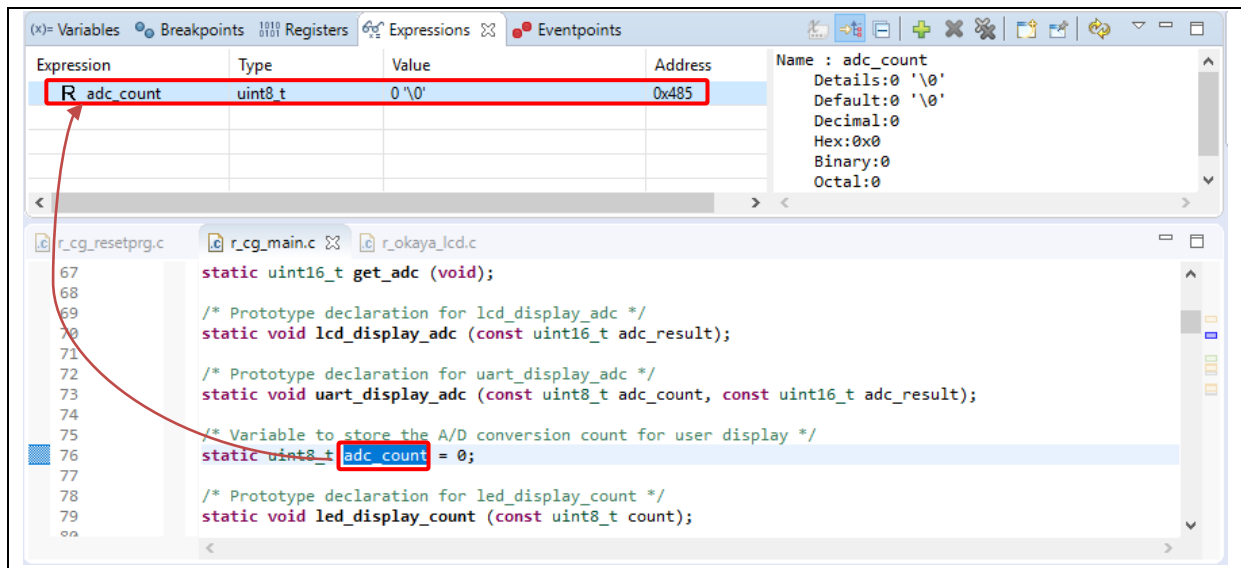 (x)= Variables Breakpoints 1010 0101 Registers Expressions Eventpoints
Expression Type Value Address
R adc_count uint8_t 0 '\0' 0x485
Name : adc_count
Details:0 '\0'
Default:0 '\0'
Decimal:0
Hex:0x0
Binary:0
Octal:0
r_cg_resetprg.c r_cg_main.c r_okaya_lcd.c
67 static uint16_t get_adc (void);
68
69 /* Prototype declaration for lcd_display_adc */
70 static void lcd_display_adc (const uint16_t adc_result);
71
72 /* Prototype declaration for uart_display_adc */
73 static void uart_display_adc (const uint8_t adc_count, const uint16_t adc_result);
74
75 /* Variable to store the A/D conversion count for user display */
76 static uint8_t adc_count = 0;
77
78 /* Prototype declaration for led_display_count */
79 static void led_display_count (const uint8_t count);
80